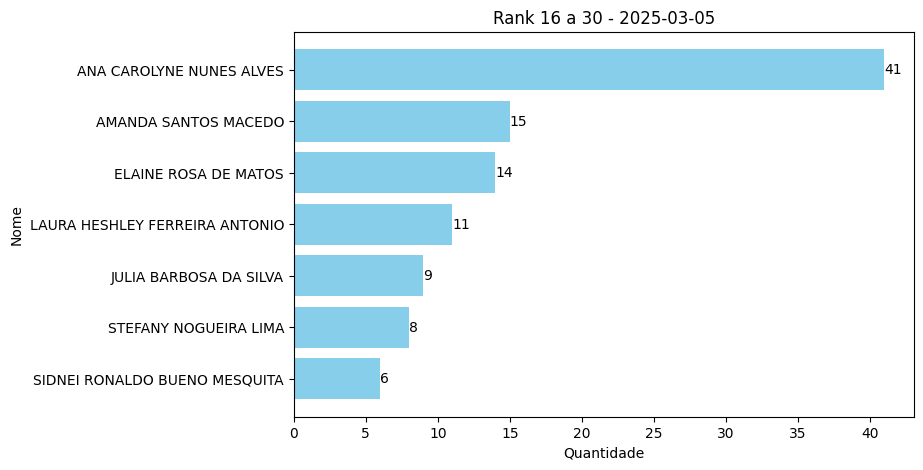 Rank 16 a 30 - 2025-03-05
ANA CAROLYNE NUNES ALVES 41
AMANDA SANTOS MACEDO 15
ELAINE ROSA DE MATOS 14
LAURA HESHLEY FERREIRA ANTONIO 11
JULIA BARBOSA DA SILVA 9
STEFANY NOGUEIRA LIMA 8
SIDNEI RONALDO BUENO MESQUITA 6
Nome
0 5 10 15 20 25 30 35 40
Quantidade